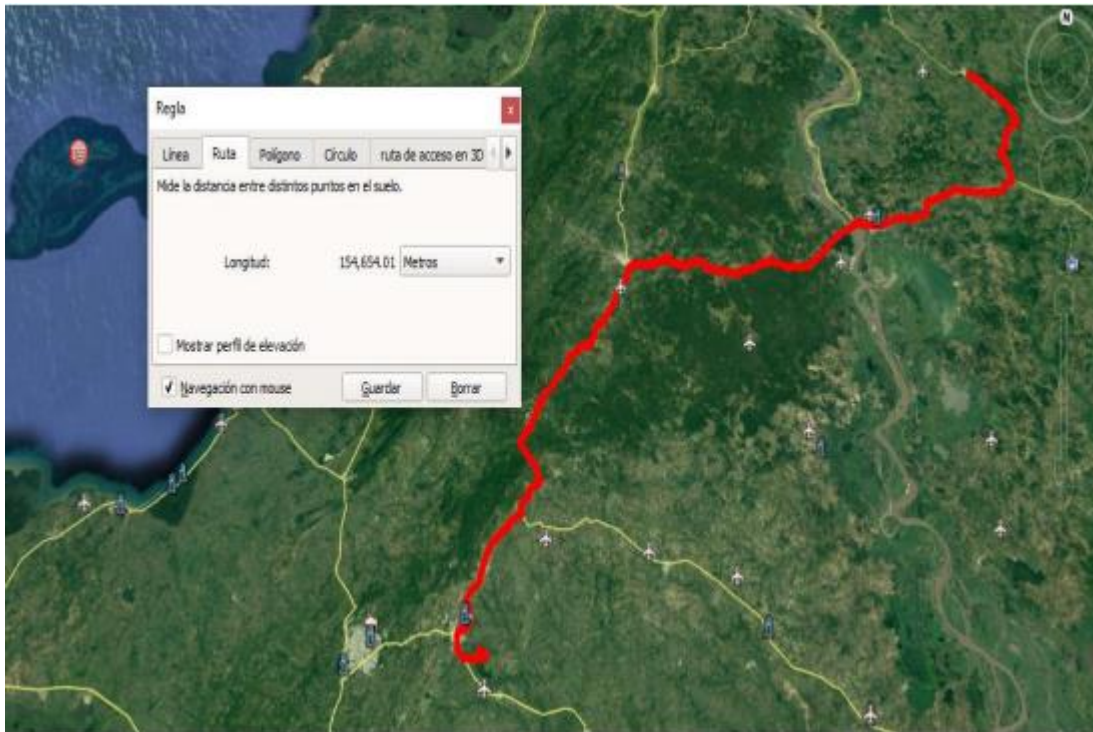 N
Regla
x
Línea Ruta Polígono Círculo ruta de acceso en 3D
Mide la distancia entre distintos puntos en el suelo.
Longitud: 154,654.01 Metros
Mostrar perfil de elevación
Navegación con mouse Guardar Borrar